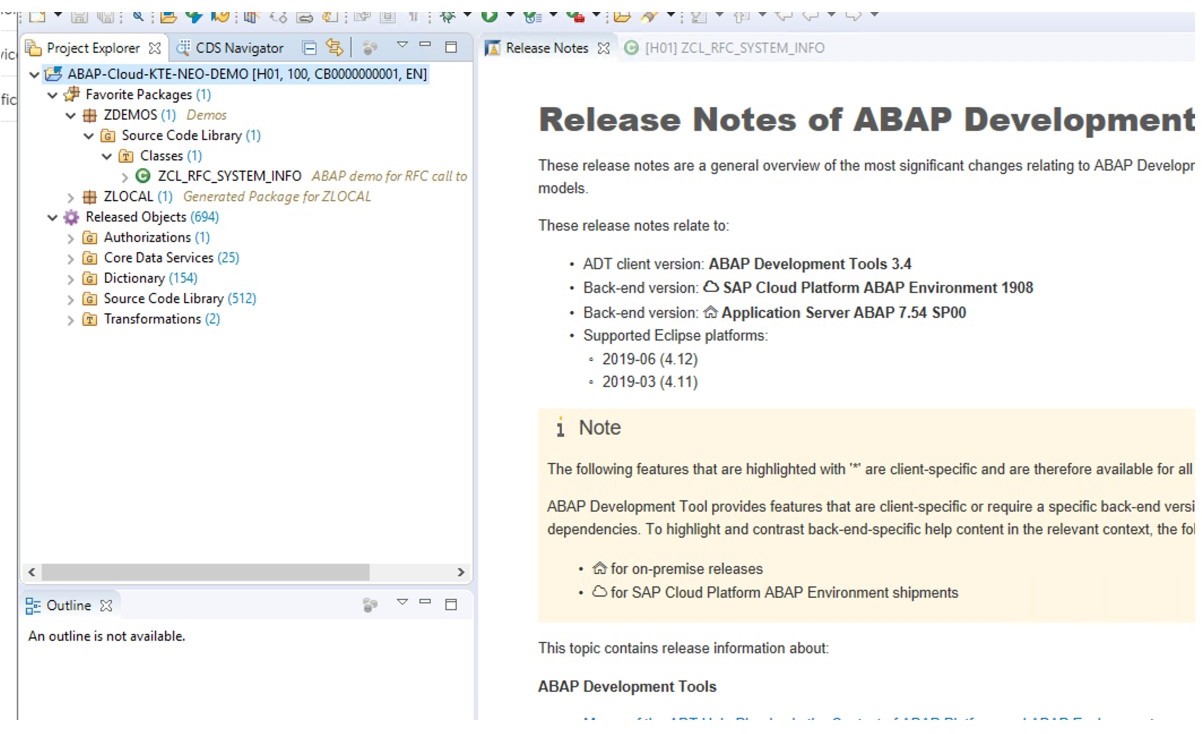 Project Explorer
CDS Navigator
ABAP-Cloud-KTE-NEO-DEMO [H01, 100, CB0000000001, EN]
Favorite Packages (1)
ZDEMOS (1) Demos
Source Code Library (1)
Classes (1)
ZCL_RFC_SYSTEM_INFO ABAP demo for RFC call to
ZLOCAL (1) Generated Package for ZLOCAL
Released Objects (694)
Authorizations (1)
Core Data Services (25)
Dictionary (154)
Source Code Library (512)
Transformations (2)
Outline
An outline is not available.
Release Notes
[H01] ZCL_RFC_SYSTEM_INFO
Release Notes of ABAP Development
These release notes are a general overview of the most significant changes relating to ABAP Develop
models.
These release notes relate to:
• ADT client version: ABAP Development Tools 3.4
• Back-end version: SAP Cloud Platform ABAP Environment 1908
• Back-end version: Application Server ABAP 7.54 SP00
• Supported Eclipse platforms:
◦ 2019-06 (4.12)
◦ 2019-03 (4.11)
i Note
The following features that are highlighted with '*' are client-specific and are therefore available for all
ABAP Development Tool provides features that are client-specific or require a specific back-end versi
dependencies. To highlight and contrast back-end-specific help content in the relevant context, the fol
• for on-premise releases
• for SAP Cloud Platform ABAP Environment shipments
This topic contains release information about:
ABAP Development Tools